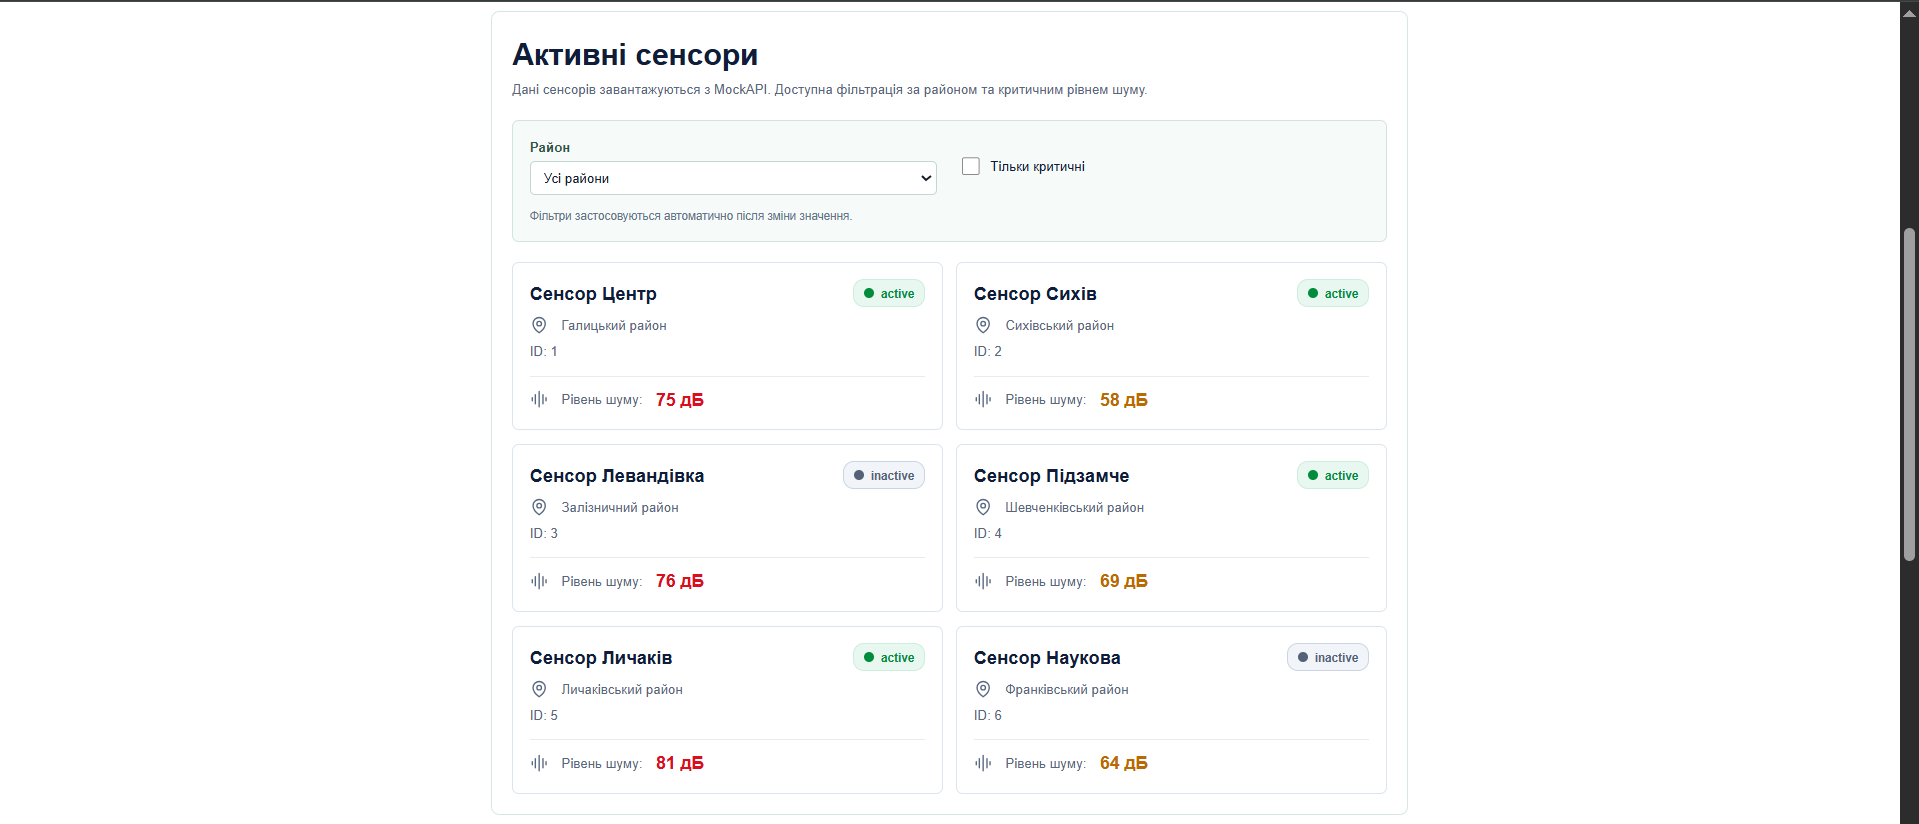 Активні сенсори
Дані сенсорів завантажуються з MockAPI. Доступна фільтрація за районом та критичним рівнем шуму.
Район
Усі райони
Тільки критичні
Фільтри застосовуються автоматично після зміни значення.
Сенсор Центр
active
Галицький район
ID: 1
Рівень шуму: 75 дБ
Сенсор Сихів
active
Сихівський район
ID: 2
Рівень шуму: 58 дБ
Сенсор Левандівка
inactive
Залізничний район
ID: 3
Рівень шуму: 76 дБ
Сенсор Підзамче
active
Шевченківський район
ID: 4
Рівень шуму: 69 дБ
Сенсор Личаків
active
Личаківський район
ID: 5
Рівень шуму: 81 дБ
Сенсор Наукова
inactive
Франківський район
ID: 6
Рівень шуму: 64 дБ